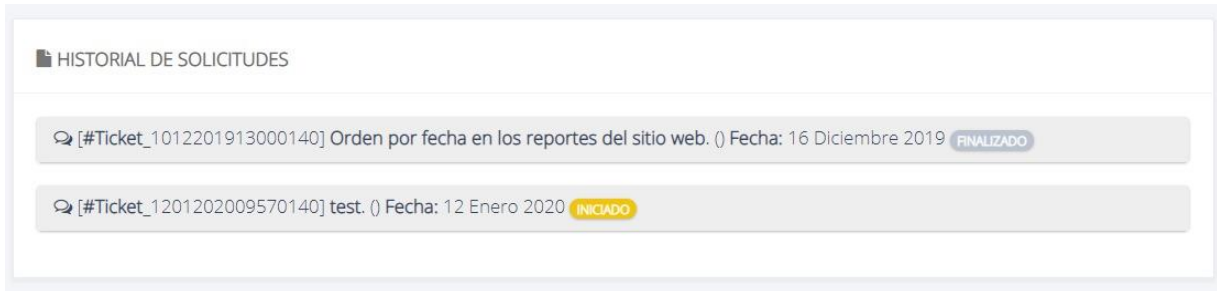 HISTORIAL DE SOLICITUDES
[#Ticket_1012201913000140] Orden por fecha en los reportes del sitio web. () Fecha: 16 Diciembre 2019 FINALIZADO
[#Ticket_1201202009570140] test. () Fecha: 12 Enero 2020 INICIADO